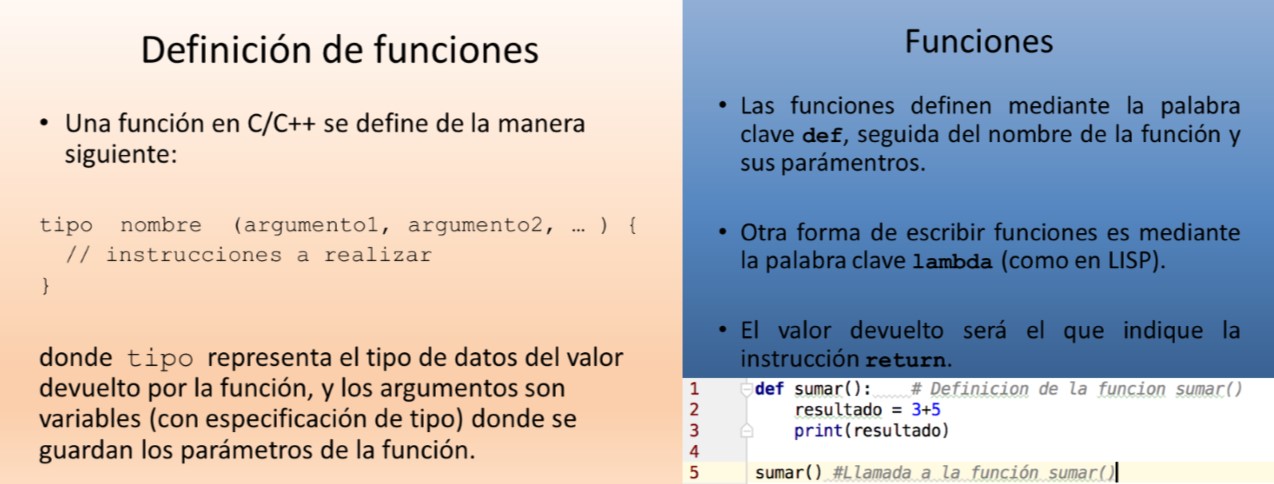 Definición de funciones
• Una función en C/C++ se define de la manera
siguiente:
tipo nombre (argumento1, argumento2, … ) {
// instrucciones a realizar
}
donde tipo representa el tipo de datos del valor
devuelto por la función, y los argumentos son
variables (con especificación de tipo) donde se
guardan los parámetros de la función.
Funciones
• Las funciones definen mediante la palabra
clave def, seguida del nombre de la función y
sus parámentros.
• Otra forma de escribir funciones es mediante
la palabra clave lambda (como en LISP).
• El valor devuelto será el que indique la
instrucción return.
1 def sumar(): # Definicion de la funcion sumar()
2 resultado = 3+5
3 print(resultado)
4
5 sumar() #Llamada a la función sumar()